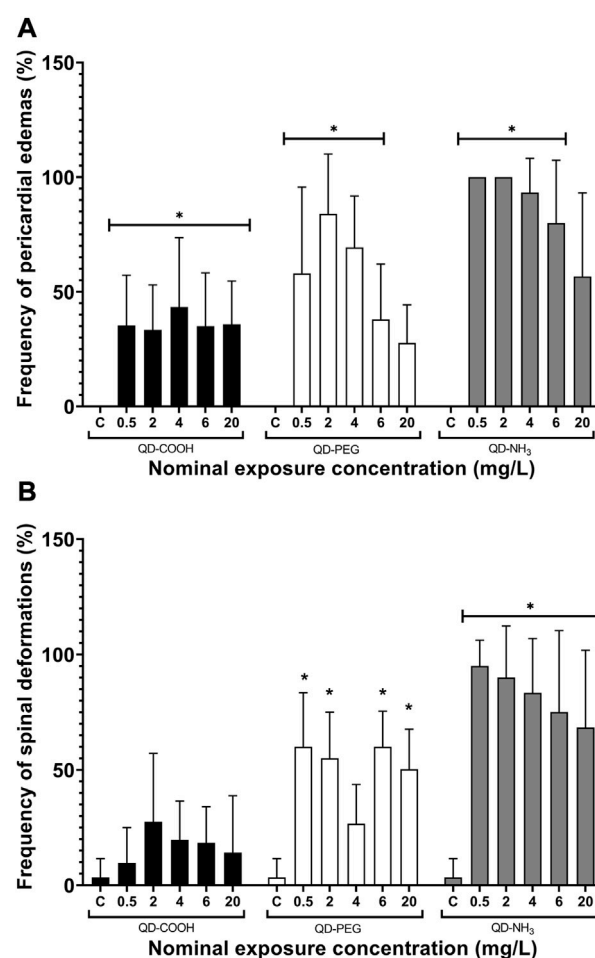 A
Frequency of pericardial edemas (%)
150
100
50
0
* * *
C 0.5 2 4 6 20 C 0.5 2 4 6 20 C 0.5 2 4 6 20
QD-COOH QD-PEG QD-NH₃
Nominal exposure concentration (mg/L)
B
Frequency of spinal deformations (%)
150
100
50
0
* * * * *
C 0.5 2 4 6 20 C 0.5 2 4 6 20 C 0.5 2 4 6 20
QD-COOH QD-PEG QD-NH₃
Nominal exposure concentration (mg/L)